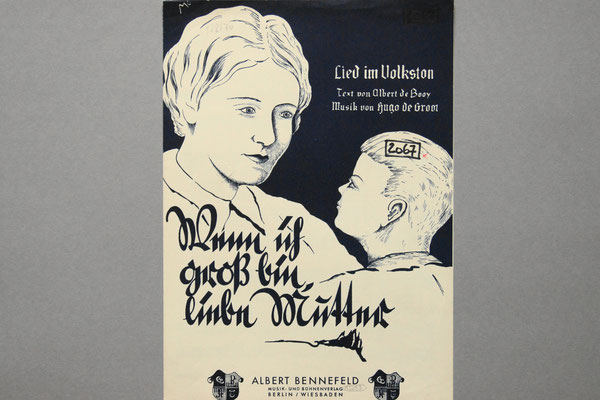 Lied im Volkston
Text von Albert de Booy
Musik von Hugo de Groot
2067
Wenn ich
groß bin,
liebe Mutter
ALBERT BENNEFELD
MUSIK- UND BÜHNENVERLAG
BERLIN / WIESBADEN